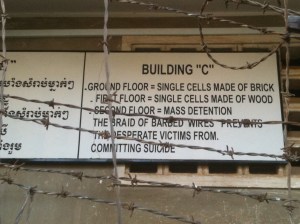 BUILDING "C"
.GROUND FLOOR = SINGLE CELLS MADE OF BRICK
. FIRST FLOOR = SINGLE CELLS MADE OF WOOD
. SECOND FLOOR = MASS DETENTION
THE BRAID OF BARBED WIRES PREVENTS
THE DESPERATE VICTIMS FROM.
COMMITTING SUICIDE